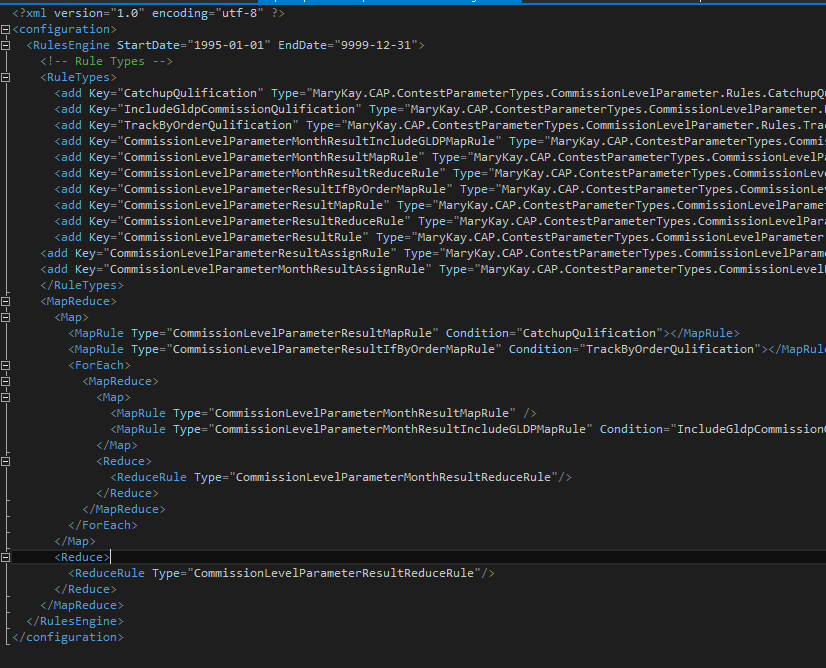 <?xml version="1.0" encoding="utf-8" ?>
<configuration>
<RulesEngine StartDate="1995-01-01" EndDate="9999-12-31">
<!-- Rule Types -->
<RuleTypes>
<add Key="CatchupQulification" Type="MaryKay.CAP.ContestParameterTypes.CommissionLevelParameter.Rules.CatchupQu
<add Key="IncludeGldpCommissionQulification" Type="MaryKay.CAP.ContestParameterTypes.CommissionLevelParameter.
<add Key="TrackByOrderQulification" Type="MaryKay.CAP.ContestParameterTypes.CommissionLevelParameter.Rules.Trac
<add Key="CommissionLevelParameterMonthResultIncludeGLDPMapRule" Type="MaryKay.CAP.ContestParameterTypes.Commis
<add Key="CommissionLevelParameterMonthResultMapRule" Type="MaryKay.CAP.ContestParameterTypes.CommissionLevelPa
<add Key="CommissionLevelParameterMonthResultReduceRule" Type="MaryKay.CAP.ContestParameterTypes.CommissionLeve
<add Key="CommissionLevelParameterResultIfByOrderMapRule" Type="MaryKay.CAP.ContestParameterTypes.CommissionLev
<add Key="CommissionLevelParameterResultMapRule" Type="MaryKay.CAP.ContestParameterTypes.CommissionLevelParamet
<add Key="CommissionLevelParameterResultReduceRule" Type="MaryKay.CAP.ContestParameterTypes.CommissionLevelPara
<add Key="CommissionLevelParameterResultRule" Type="MaryKay.CAP.ContestParameterTypes.CommissionLevelParameter
<add Key="CommissionLevelParameterResultAssignRule" Type="MaryKay.CAP.ContestParameterTypes.CommissionLevelParame
<add Key="CommissionLevelParameterMonthResultAssignRule" Type="MaryKay.CAP.ContestParameterTypes.CommissionLevel
</RuleTypes>
<MapReduce>
<Map>
<MapRule Type="CommissionLevelParameterResultMapRule" Condition="CatchupQulification"></MapRule>
<MapRule Type="CommissionLevelParameterResultIfByOrderMapRule" Condition="TrackByOrderQulification"></MapRule
<ForEach>
<MapReduce>
<Map>
<MapRule Type="CommissionLevelParameterMonthResultMapRule" />
<MapRule Type="CommissionLevelParameterMonthResultIncludeGLDPMapRule" Condition="IncludeGldpCommission
</Map>
<Reduce>
<ReduceRule Type="CommissionLevelParameterMonthResultReduceRule"/>
</Reduce>
</MapReduce>
</ForEach>
</Map>
<Reduce>
<ReduceRule Type="CommissionLevelParameterResultReduceRule"/>
</Reduce>
</MapReduce>
</RulesEngine>
</configuration>